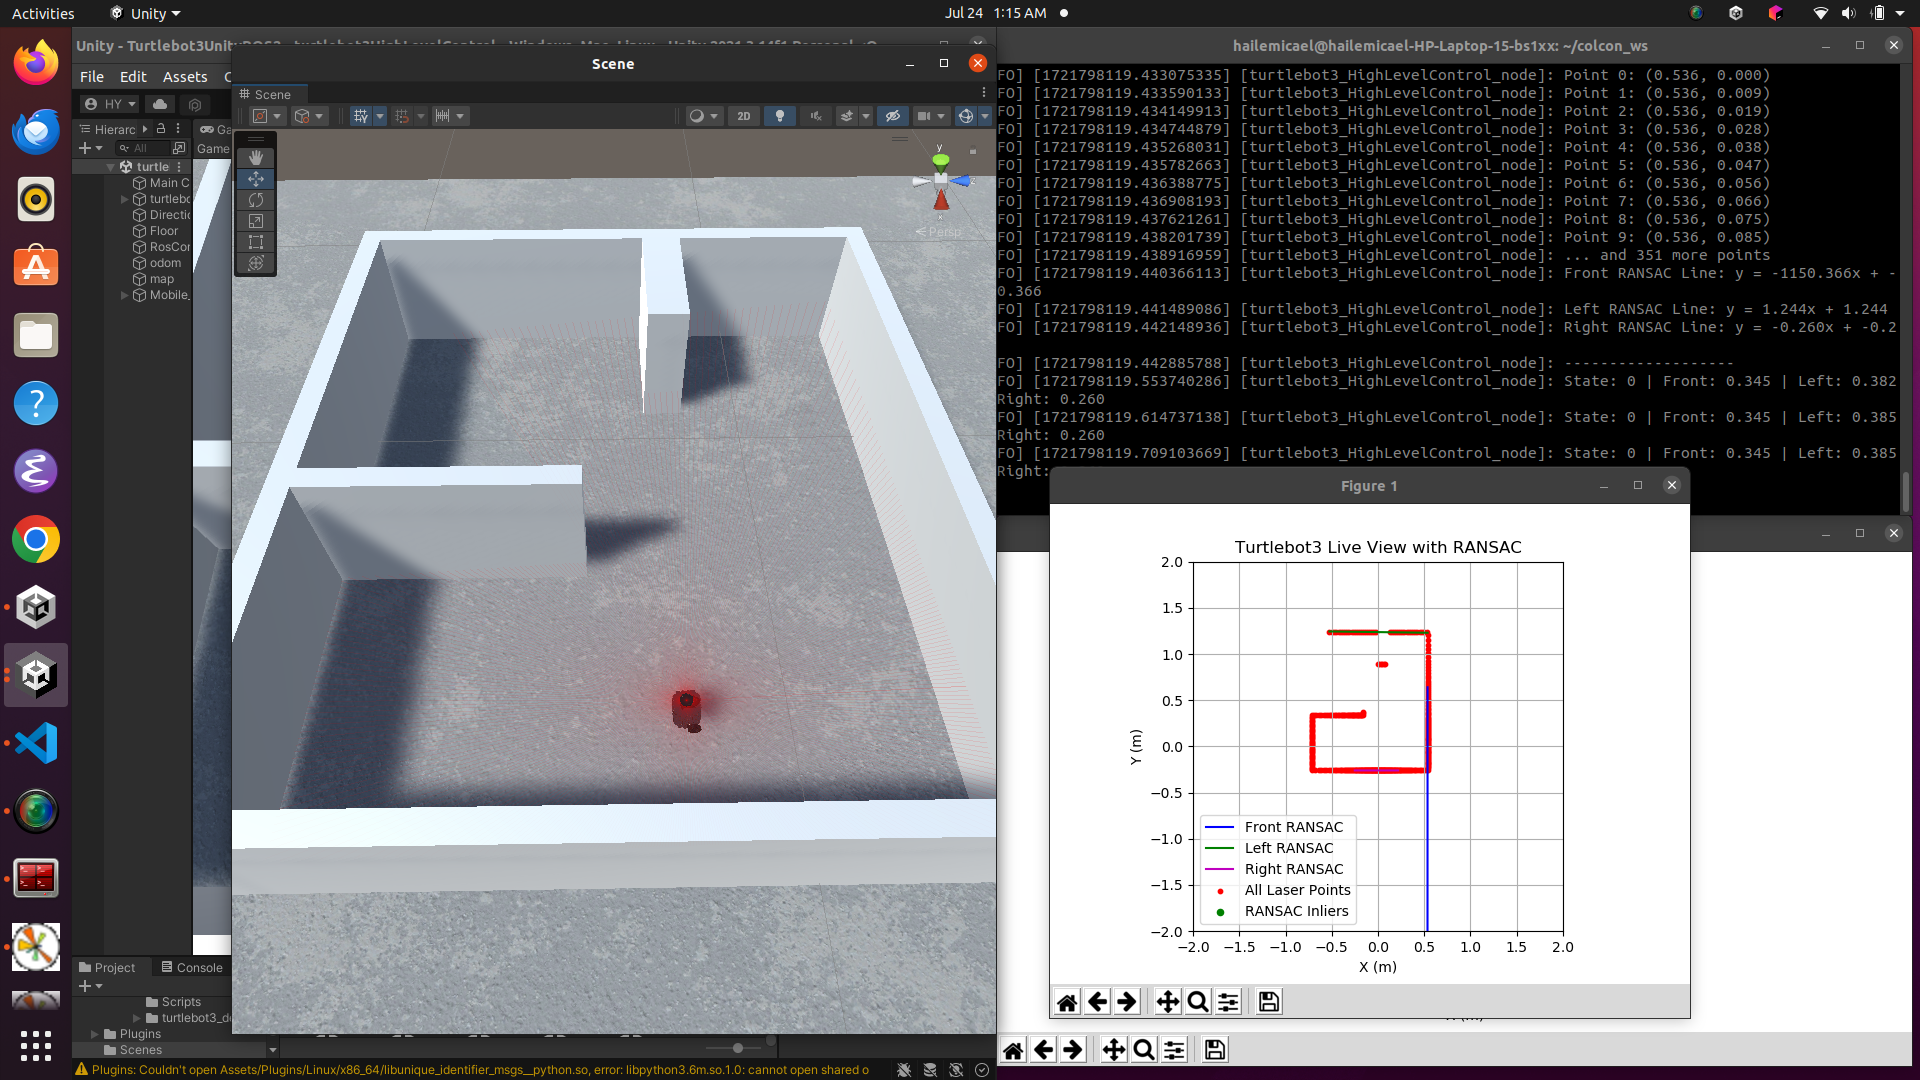 Activities
Unity
Jul 24 1:15 AM
hailemicael@hailemicael-HP-Laptop-15-bs1xx: ~/colcon_ws
File Edit Assets
Scene
Scene
HY
2D
Hierarc
All
Game
turtle
Main C
turtlebo
Directio
Floor
RosCon
odom
map
Mobile_
y
z
x
Persp
FO] [1721798119.433075335] [turtlebot3_HighLevelControl_node]: Point 0: (0.536, 0.000)
FO] [1721798119.433590133] [turtlebot3_HighLevelControl_node]: Point 1: (0.536, 0.009)
FO] [1721798119.434149913] [turtlebot3_HighLevelControl_node]: Point 2: (0.536, 0.019)
FO] [1721798119.434744879] [turtlebot3_HighLevelControl_node]: Point 3: (0.536, 0.028)
FO] [1721798119.435268031] [turtlebot3_HighLevelControl_node]: Point 4: (0.536, 0.038)
FO] [1721798119.435782663] [turtlebot3_HighLevelControl_node]: Point 5: (0.536, 0.047)
FO] [1721798119.436388775] [turtlebot3_HighLevelControl_node]: Point 6: (0.536, 0.056)
FO] [1721798119.436908193] [turtlebot3_HighLevelControl_node]: Point 7: (0.536, 0.066)
FO] [1721798119.437621261] [turtlebot3_HighLevelControl_node]: Point 8: (0.536, 0.075)
FO] [1721798119.438201739] [turtlebot3_HighLevelControl_node]: Point 9: (0.536, 0.085)
FO] [1721798119.438916959] [turtlebot3_HighLevelControl_node]: ... and 351 more points
FO] [1721798119.440366113] [turtlebot3_HighLevelControl_node]: Front RANSAC Line: y = -1150.366x + -
0.366
FO] [1721798119.441489086] [turtlebot3_HighLevelControl_node]: Left RANSAC Line: y = 1.244x + 1.244
FO] [1721798119.442148936] [turtlebot3_HighLevelControl_node]: Right RANSAC Line: y = -0.260x + -0.2
FO] [1721798119.442885788] [turtlebot3_HighLevelControl_node]: -------------------
FO] [1721798119.553740286] [turtlebot3_HighLevelControl_node]: State: 0 | Front: 0.345 | Left: 0.382
Right: 0.260
FO] [1721798119.614737138] [turtlebot3_HighLevelControl_node]: State: 0 | Front: 0.345 | Left: 0.385
Right: 0.260
FO] [1721798119.709103669] [turtlebot3_HighLevelControl_node]: State: 0 | Front: 0.345 | Left: 0.385
Right:
Figure 1
Turtlebot3 Live View with RANSAC
2.0
1.5
1.0
0.5
0.0
−0.5
−1.0
−1.5
−2.0
Y (m)
Front RANSAC
Left RANSAC
Right RANSAC
All Laser Points
RANSAC Inliers
−2.0 −1.5 −1.0 −0.5 0.0 0.5 1.0 1.5 2.0
X (m)
Project Console
Scripts
turtlebot3_de
Plugins
Scenes
Plugins: Couldn't open Assets/Plugins/Linux/x86_64/libunique_identifier_msgs__python.so, error: libpython3.6m.so.1.0: cannot open shared o